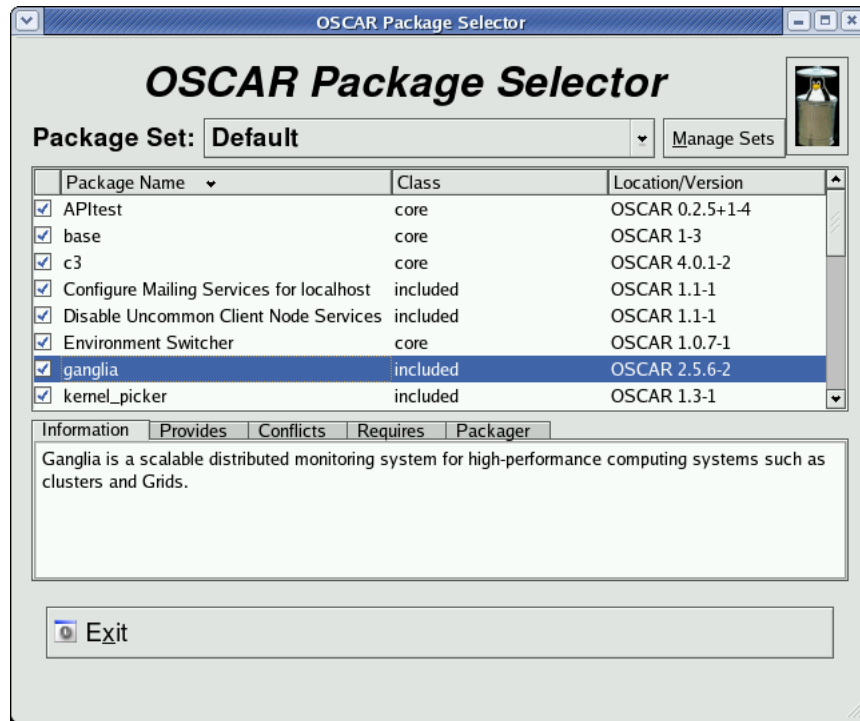 OSCAR Package Selector
OSCAR Package Selector
Package Set: Default Manage Sets
Package Name Class Location/Version
APItest core OSCAR 0.2.5+1-4
base core OSCAR 1-3
c3 core OSCAR 4.0.1-2
Configure Mailing Services for localhost included OSCAR 1.1-1
Disable Uncommon Client Node Services included OSCAR 1.1-1
Environment Switcher core OSCAR 1.0.7-1
ganglia included OSCAR 2.5.6-2
kernel_picker included OSCAR 1.3-1
Information Provides Conflicts Requires Packager
Ganglia is a scalable distributed monitoring system for high-performance computing systems such as
clusters and Grids.
Exit